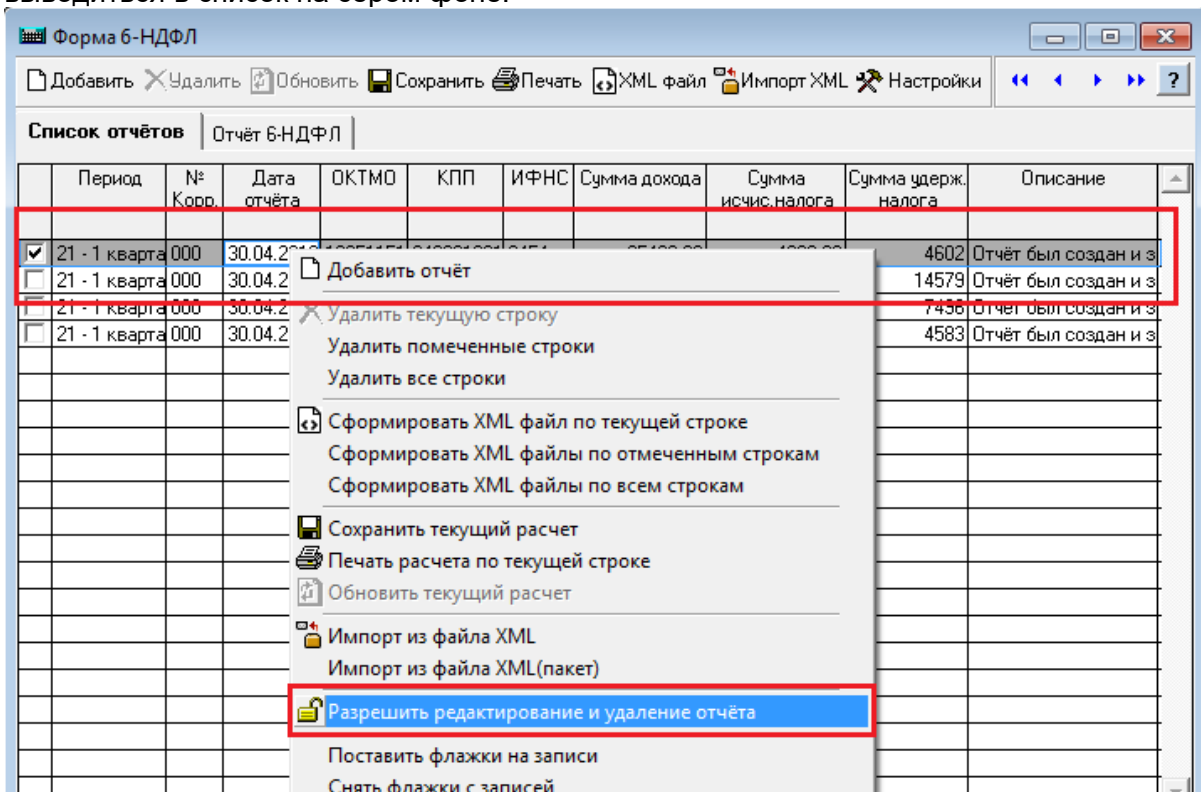 Форма 6-НДФЛ
Добавить Удалить Обновить Сохранить Печать XML файл Импорт XML Настройки ?
Список отчётов Отчёт 6-НДФЛ
Период № Корр. Дата отчёта ОКТМО КПП ИФНС Сумма дохода Сумма исчис.налога Сумма удерж. налога Описание
21 - 1 кварта 000 4602 Отчёт был создан и з
21 - 1 кварта 000 30.04.2 14579 Отчёт был создан и з
21 - 1 кварта 000 30.04.2 7496 Отчёт был создан и з
21 - 1 кварта 000 30.04.2 4583 Отчёт был создан и з
Добавить отчёт
Удалить текущую строку
Удалить помеченные строки
Удалить все строки
Сформировать XML файл по текущей строке
Сформировать XML файлы по отмеченным строкам
Сформировать XML файлы по всем строкам
Сохранить текущий расчет
Печать расчета по текущей строке
Обновить текущий расчет
Импорт из файла XML
Импорт из файла XML(пакет)
Разрешить редактирование и удаление отчёта
Поставить флажки на записи
Снять флажки с записей